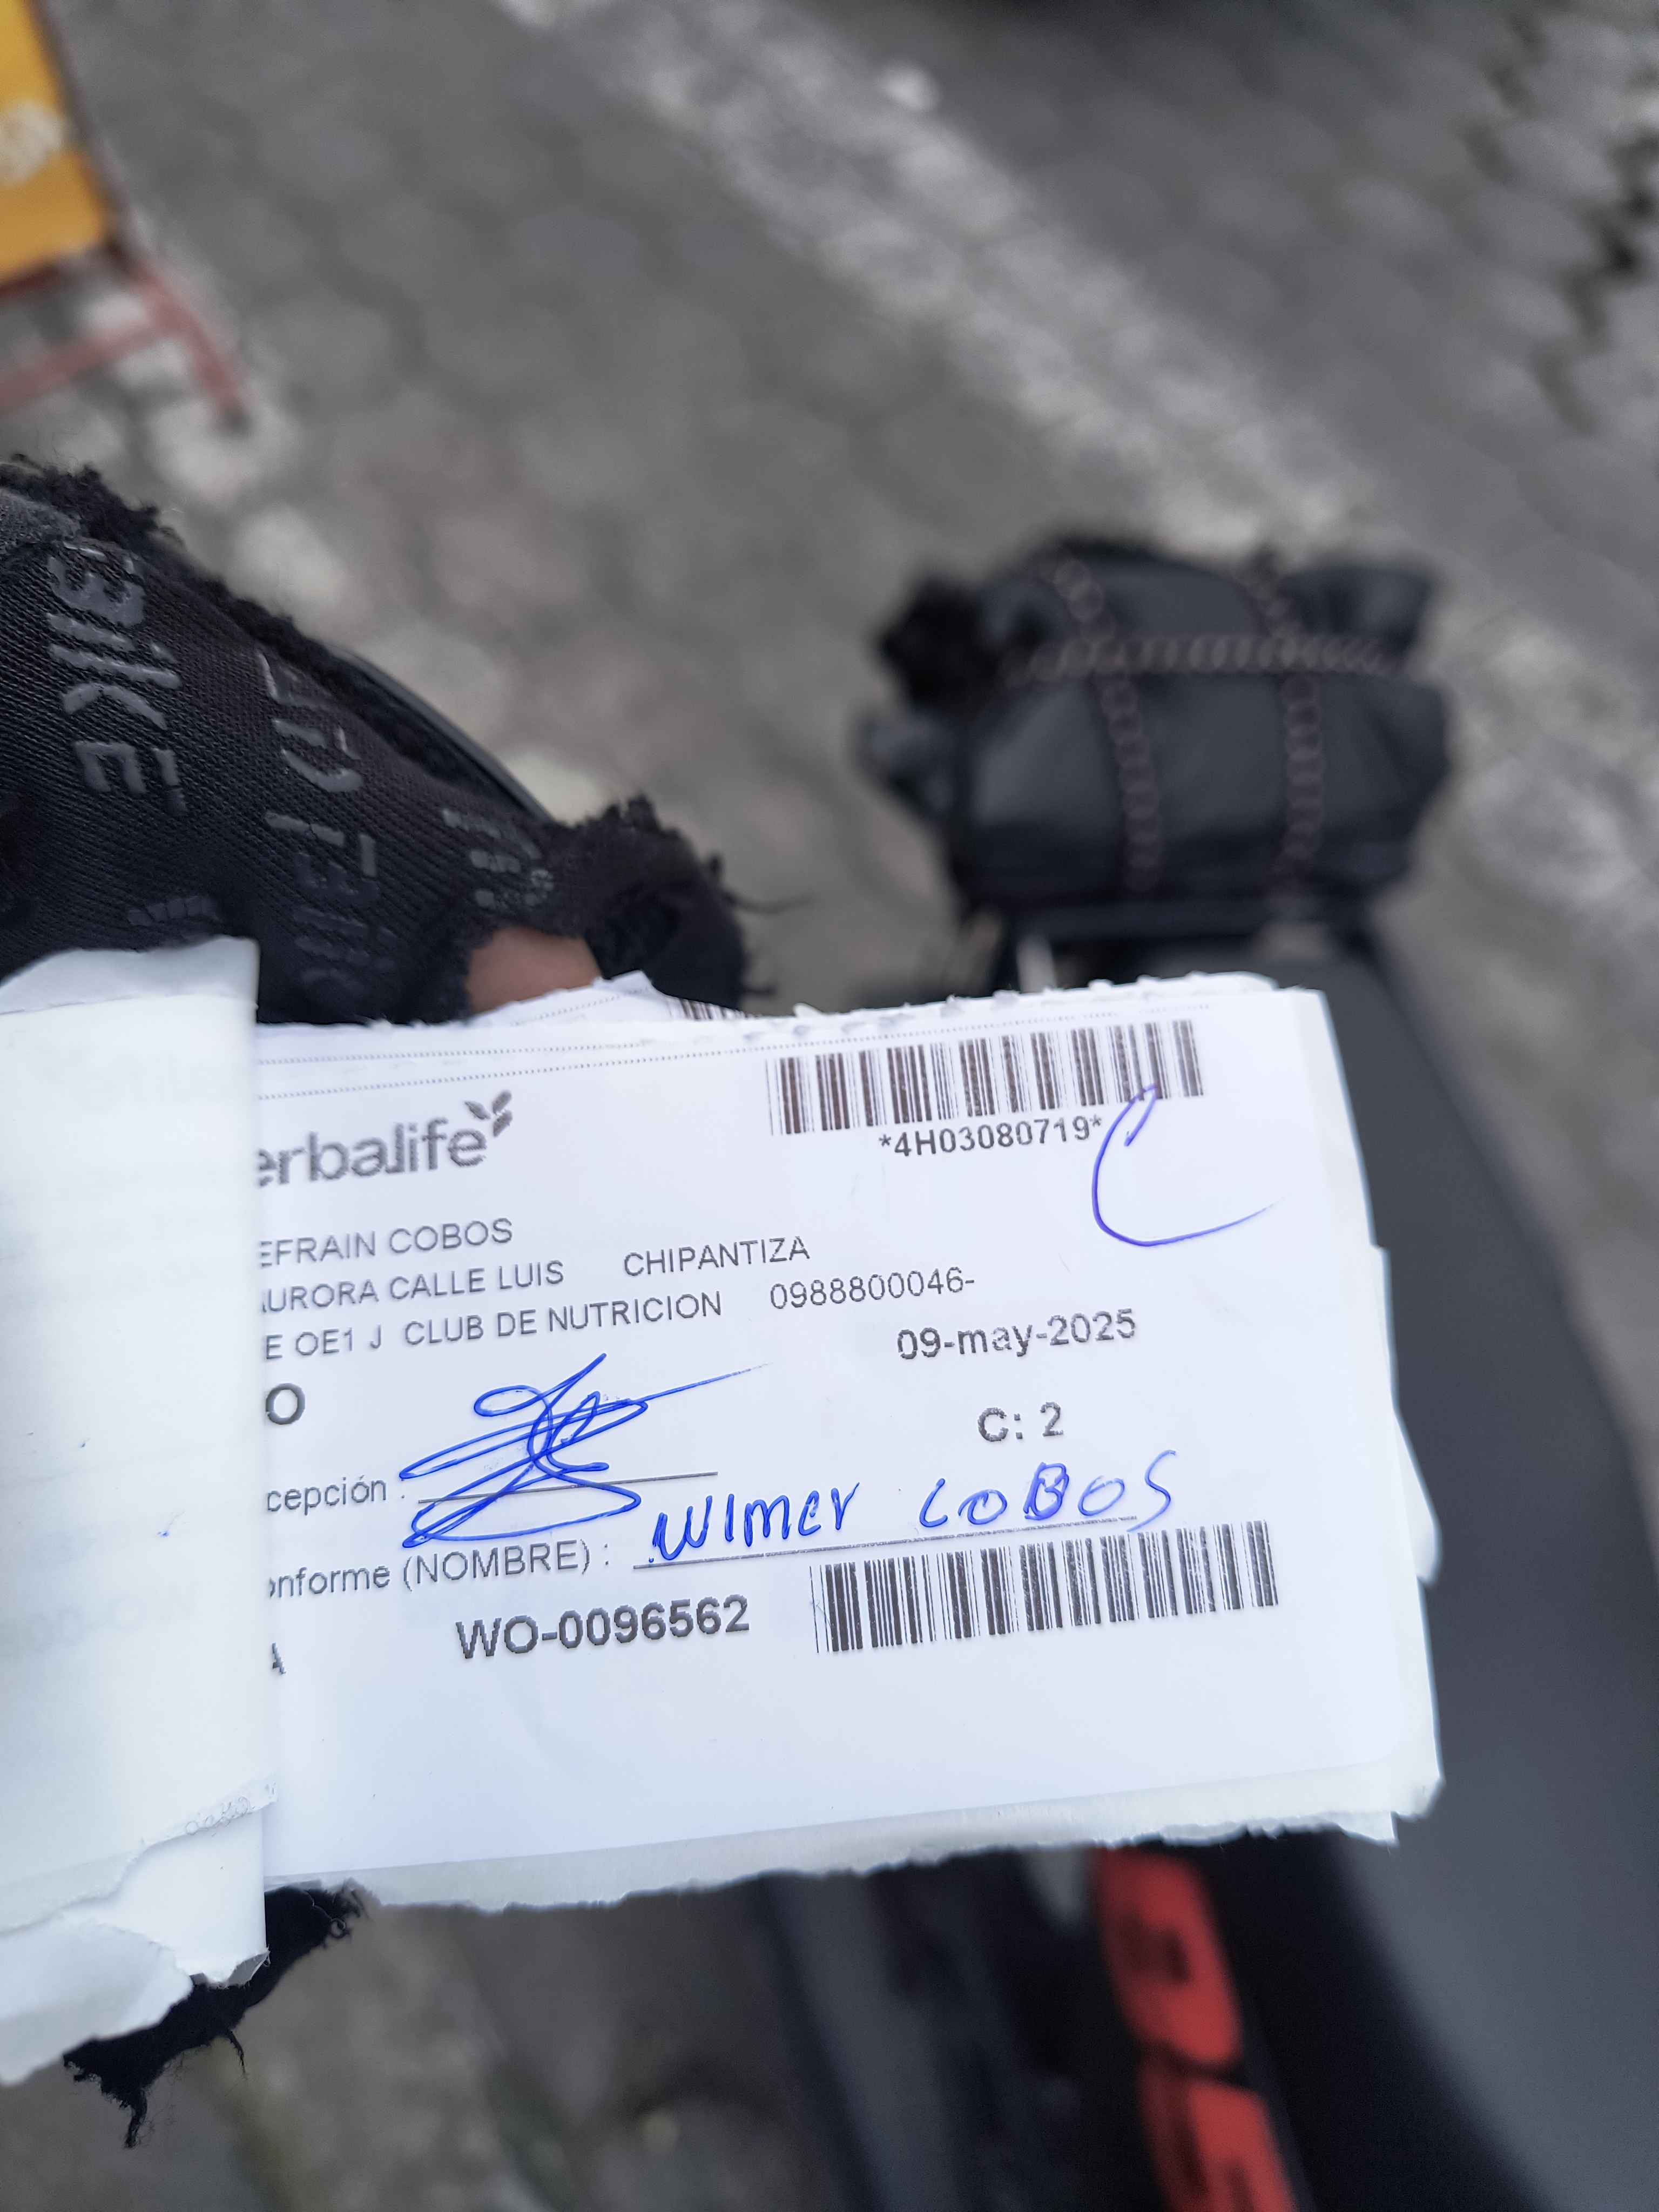 BIKE
erbalife
*4H03080719*
C
EFRAIN COBOS
AURORA CALLE LUIS CHIPANTIZA
E OE1 J CLUB DE NUTRICION 0988800046-
O 09-may-2025
C: 2
cepción :
onforme (NOMBRE) : WIMER COBOS
A WO-0096562